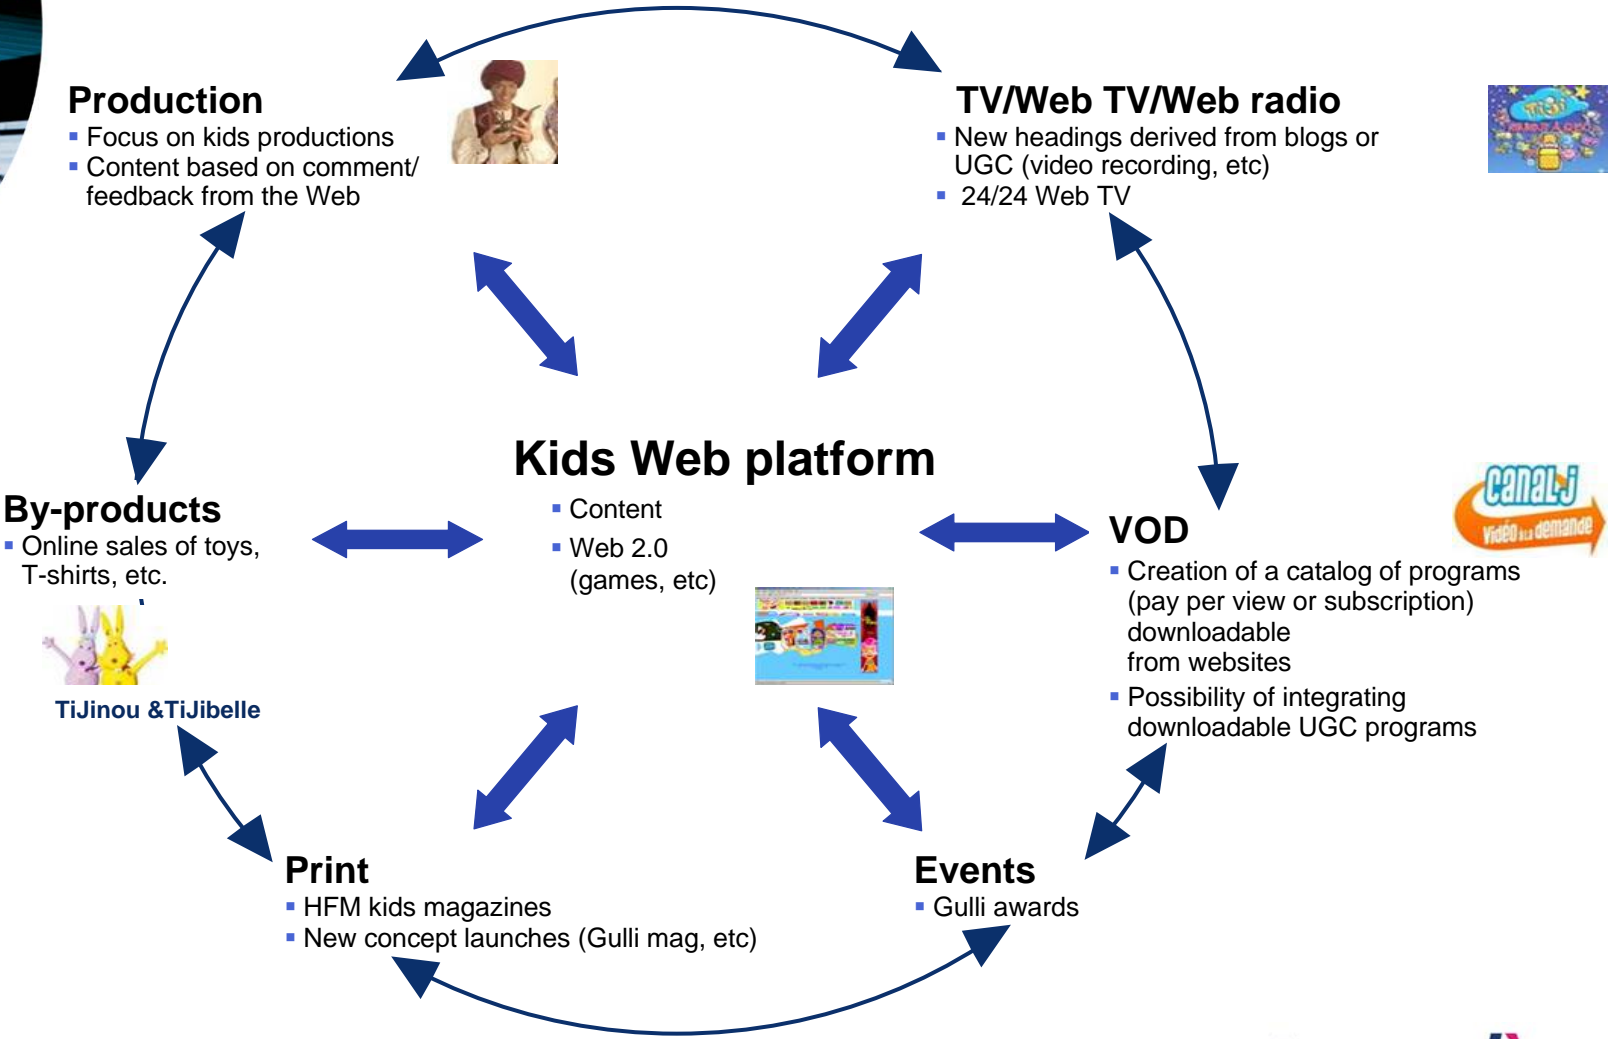 Production
▪ Focus on kids productions
▪ Content based on comment/
feedback from the Web
TV/Web TV/Web radio
▪ New headings derived from blogs or
UGC (video recording, etc)
▪ 24/24 Web TV
TiJi
Kids Web platform
▪ Content
▪ Web 2.0
(games, etc)
By-products
▪ Online sales of toys,
T-shirts, etc.
TiJinou &TiJibelle
CANAL J
Vidéo à la demande
VOD
▪ Creation of a catalog of programs
(pay per view or subscription)
downloadable
from websites
▪ Possibility of integrating
downloadable UGC programs
Print
▪ HFM kids magazines
▪ New concept launches (Gulli mag, etc)
Events
▪ Gulli awards